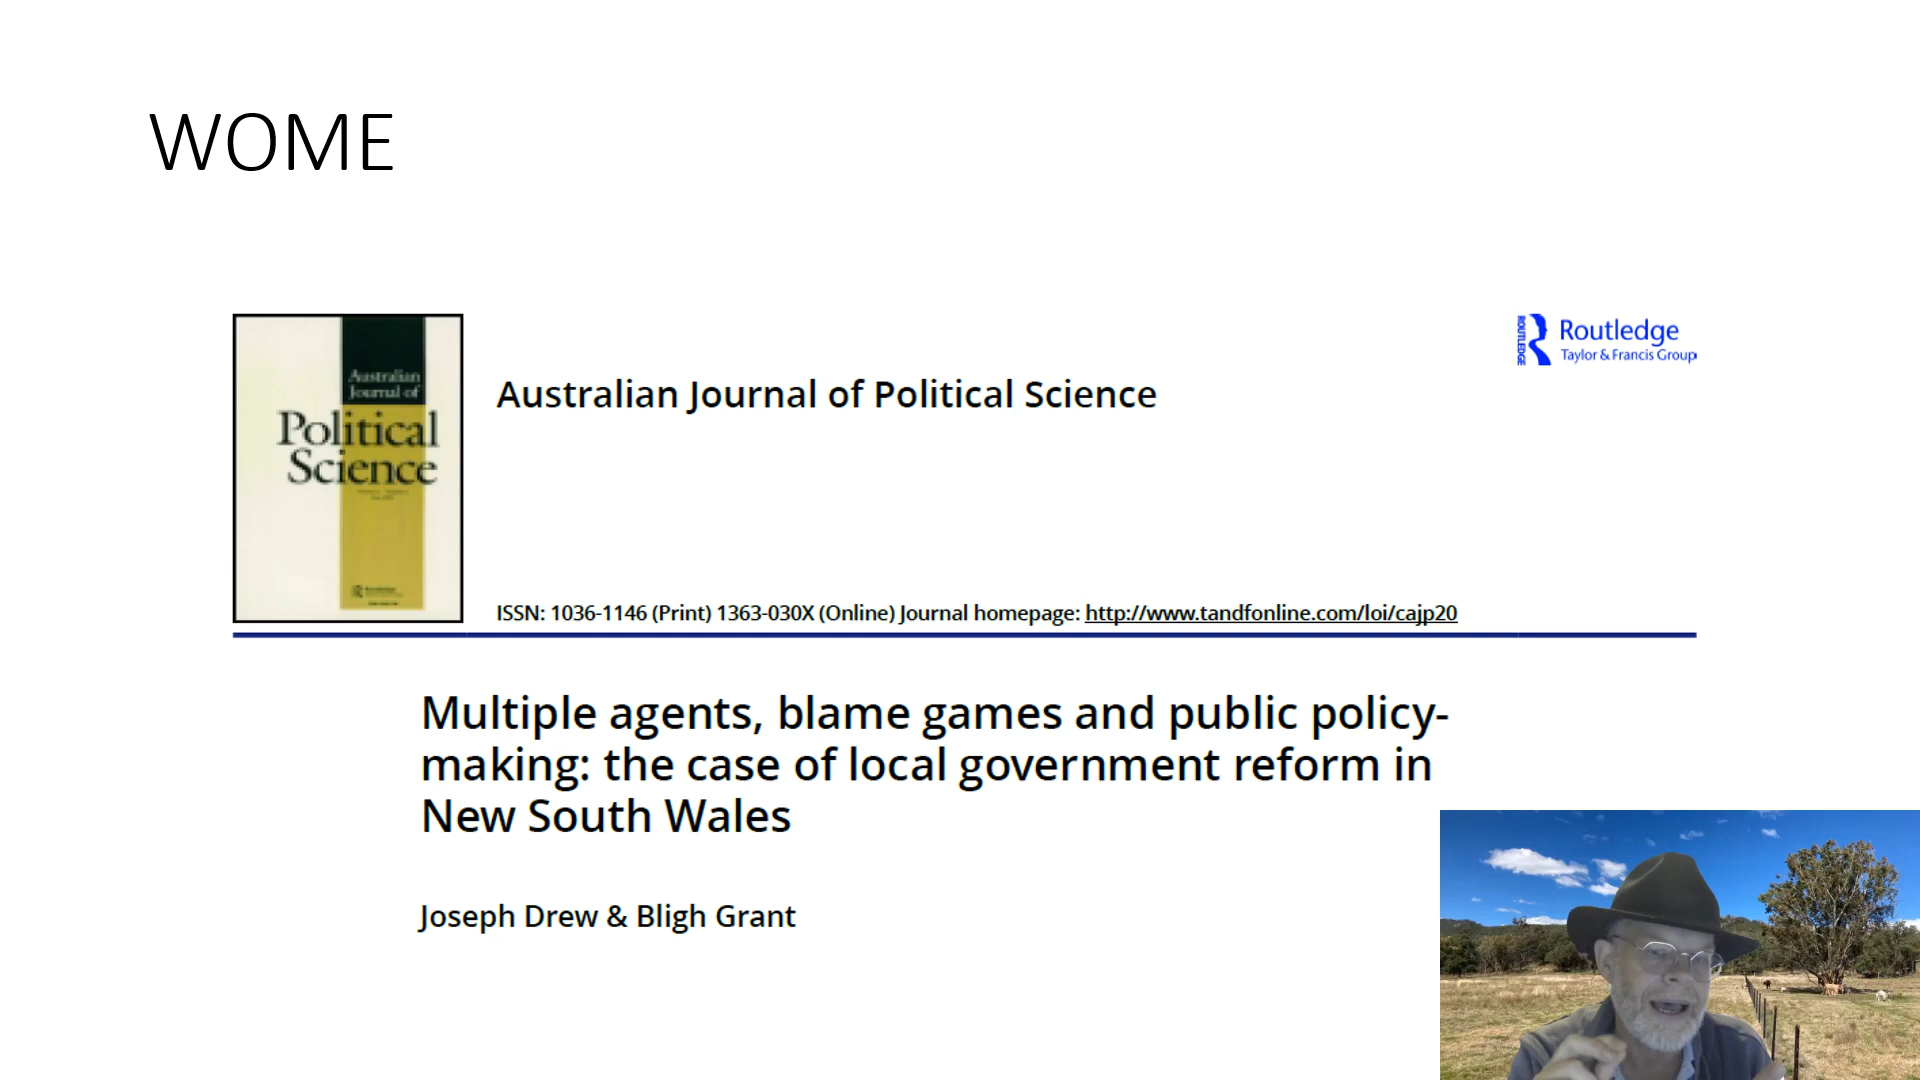 WOME
Australian
Journal of
Political
Science
Routledge
Australian Journal of Political Science
ROUTLEDGE
Routledge
Taylor & Francis Group
ISSN: 1036-1146 (Print) 1363-030X (Online) Journal homepage: http://www.tandfonline.com/loi/cajp20
Multiple agents, blame games and public policy-
making: the case of local government reform in
New South Wales
Joseph Drew & Bligh Grant